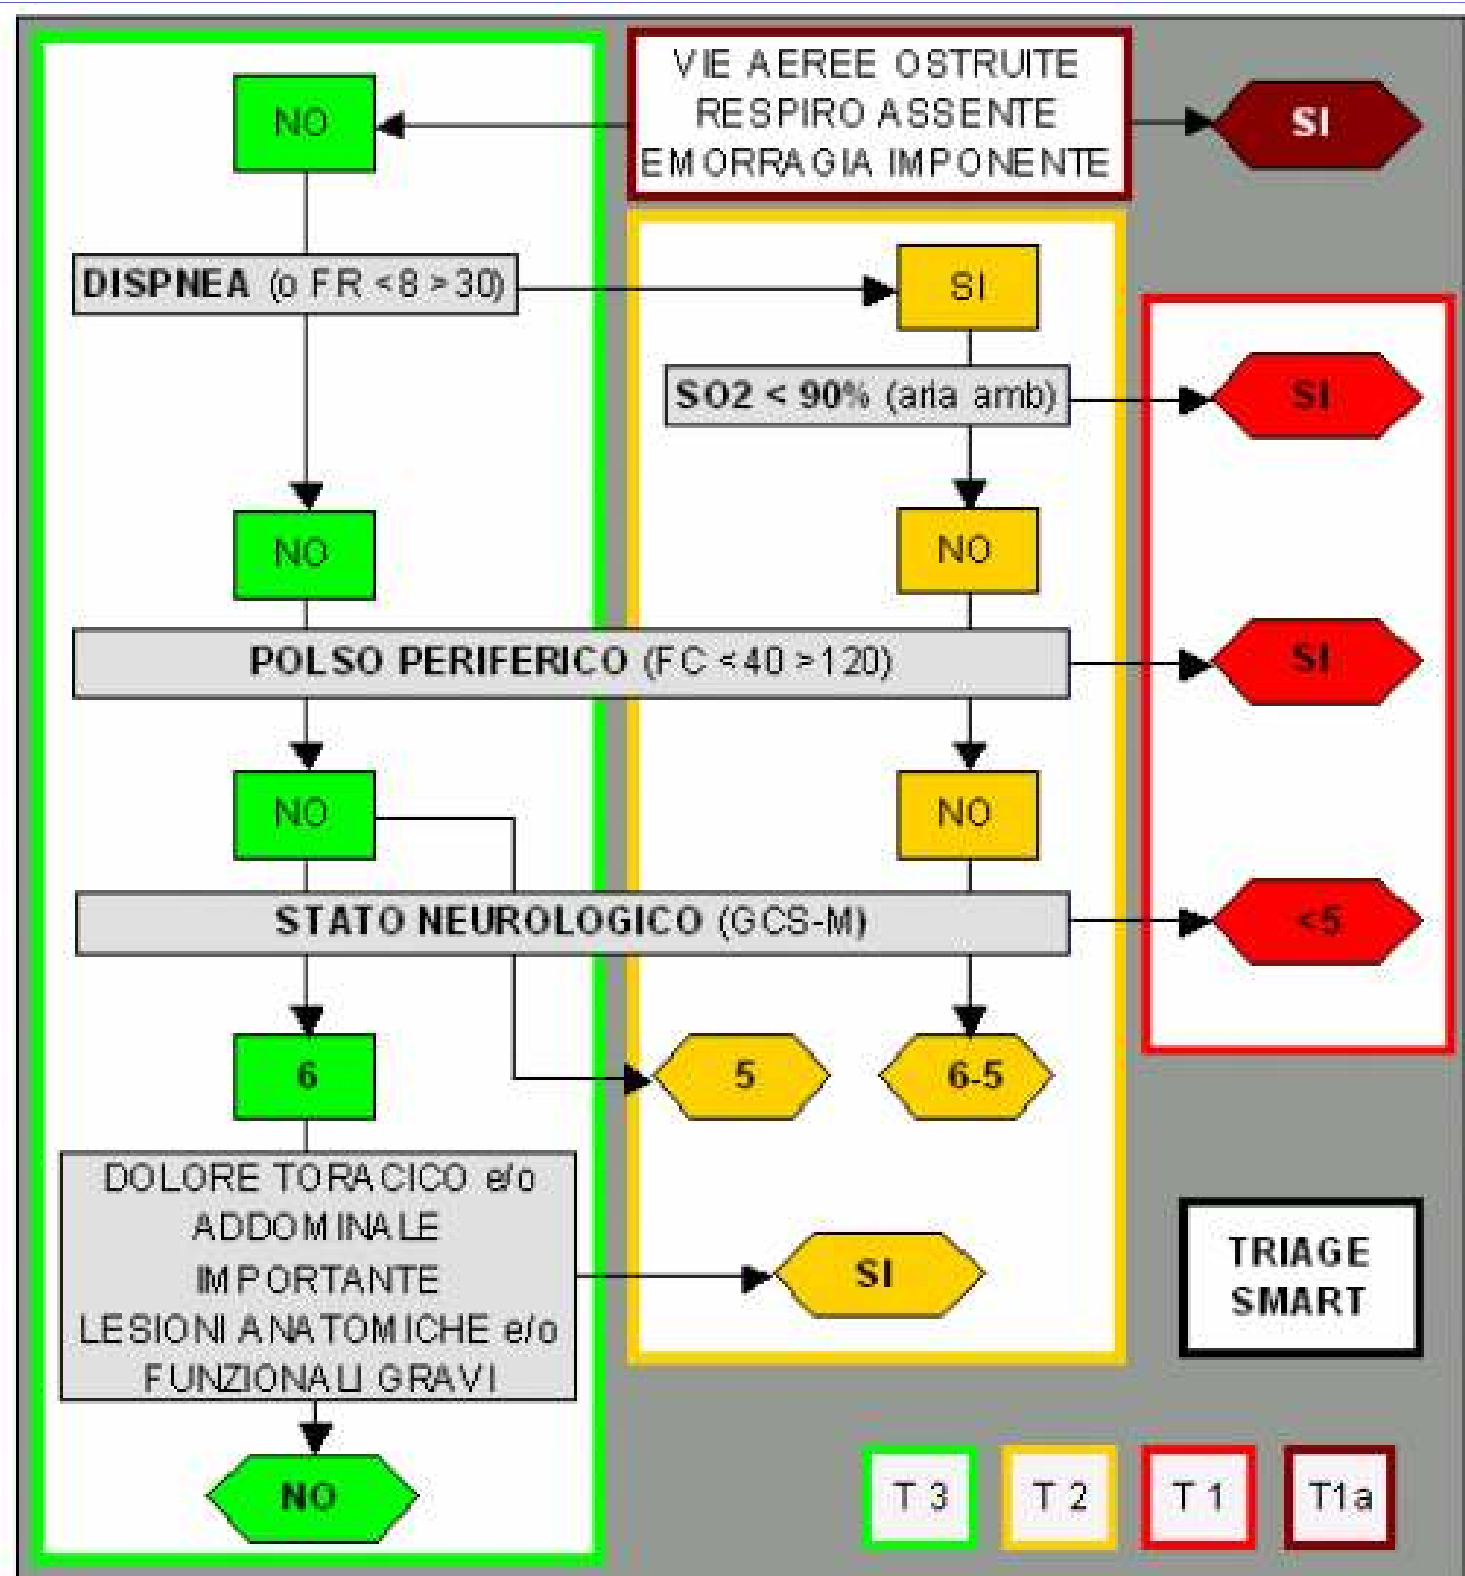 VIE AEREE OSTRUITE
RESPIRO ASSENTE
EMORRAGIA IMPONENTE
NO
SI
DISPNEA (o FR <8 >30)
SI
SO2 < 90% (aria amb)
SI
NO
NO
POLSO PERIFERICO (FC <40 >120)
SI
NO
NO
STATO NEUROLOGICO (GCS-M)
<5
6
5
6-5
DOLORE TORACICO e/o
ADDOMINALE
IMPORTANTE
LESIONI ANATOMICHE e/o
FUNZIONALI GRAVI
SI
NO
TRIAGE
SMART
T 3
T 2
T 1
T1a